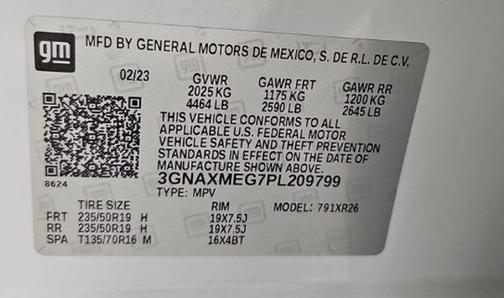 gm
MFD BY GENERAL MOTORS DE MEXICO, S. DE R.L. DE C.V.
02/23 GVWR GAWR FRT GAWR RR
2025 KG 1175 KG 1200 KG
4464 LB 2590 LB 2645 LB
THIS VEHICLE CONFORMS TO ALL
APPLICABLE U.S. FEDERAL MOTOR
VEHICLE SAFETY AND THEFT PREVENTION
STANDARDS IN EFFECT ON THE DATE OF
MANUFACTURE SHOWN ABOVE.
3GNAXMEG7PL209799
8624
TYPE: MPV
TIRE SIZE RIM MODEL: 791XR26
FRT 235/50R19 H 19X7.5J
RR 235/50R19 H 19X7.5J
SPA T135/70R16 M 16X4BT